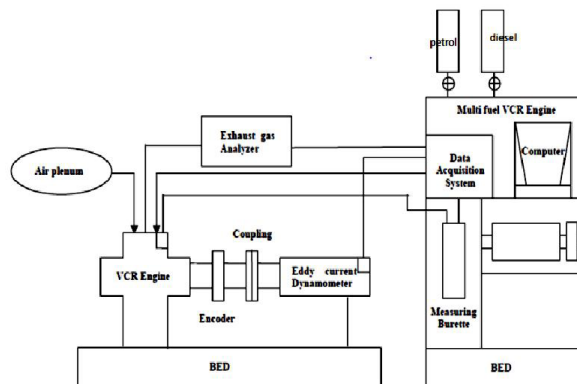 petrol
diesel
Multi fuel VCR Engine
Exhaust gas
Analyzer
Data
Acquisition
System
Computer
Air plenum
Coupling
VCR Engine
Eddy current
Dynamometer
Encoder
Measuring
Burette
BED
BED